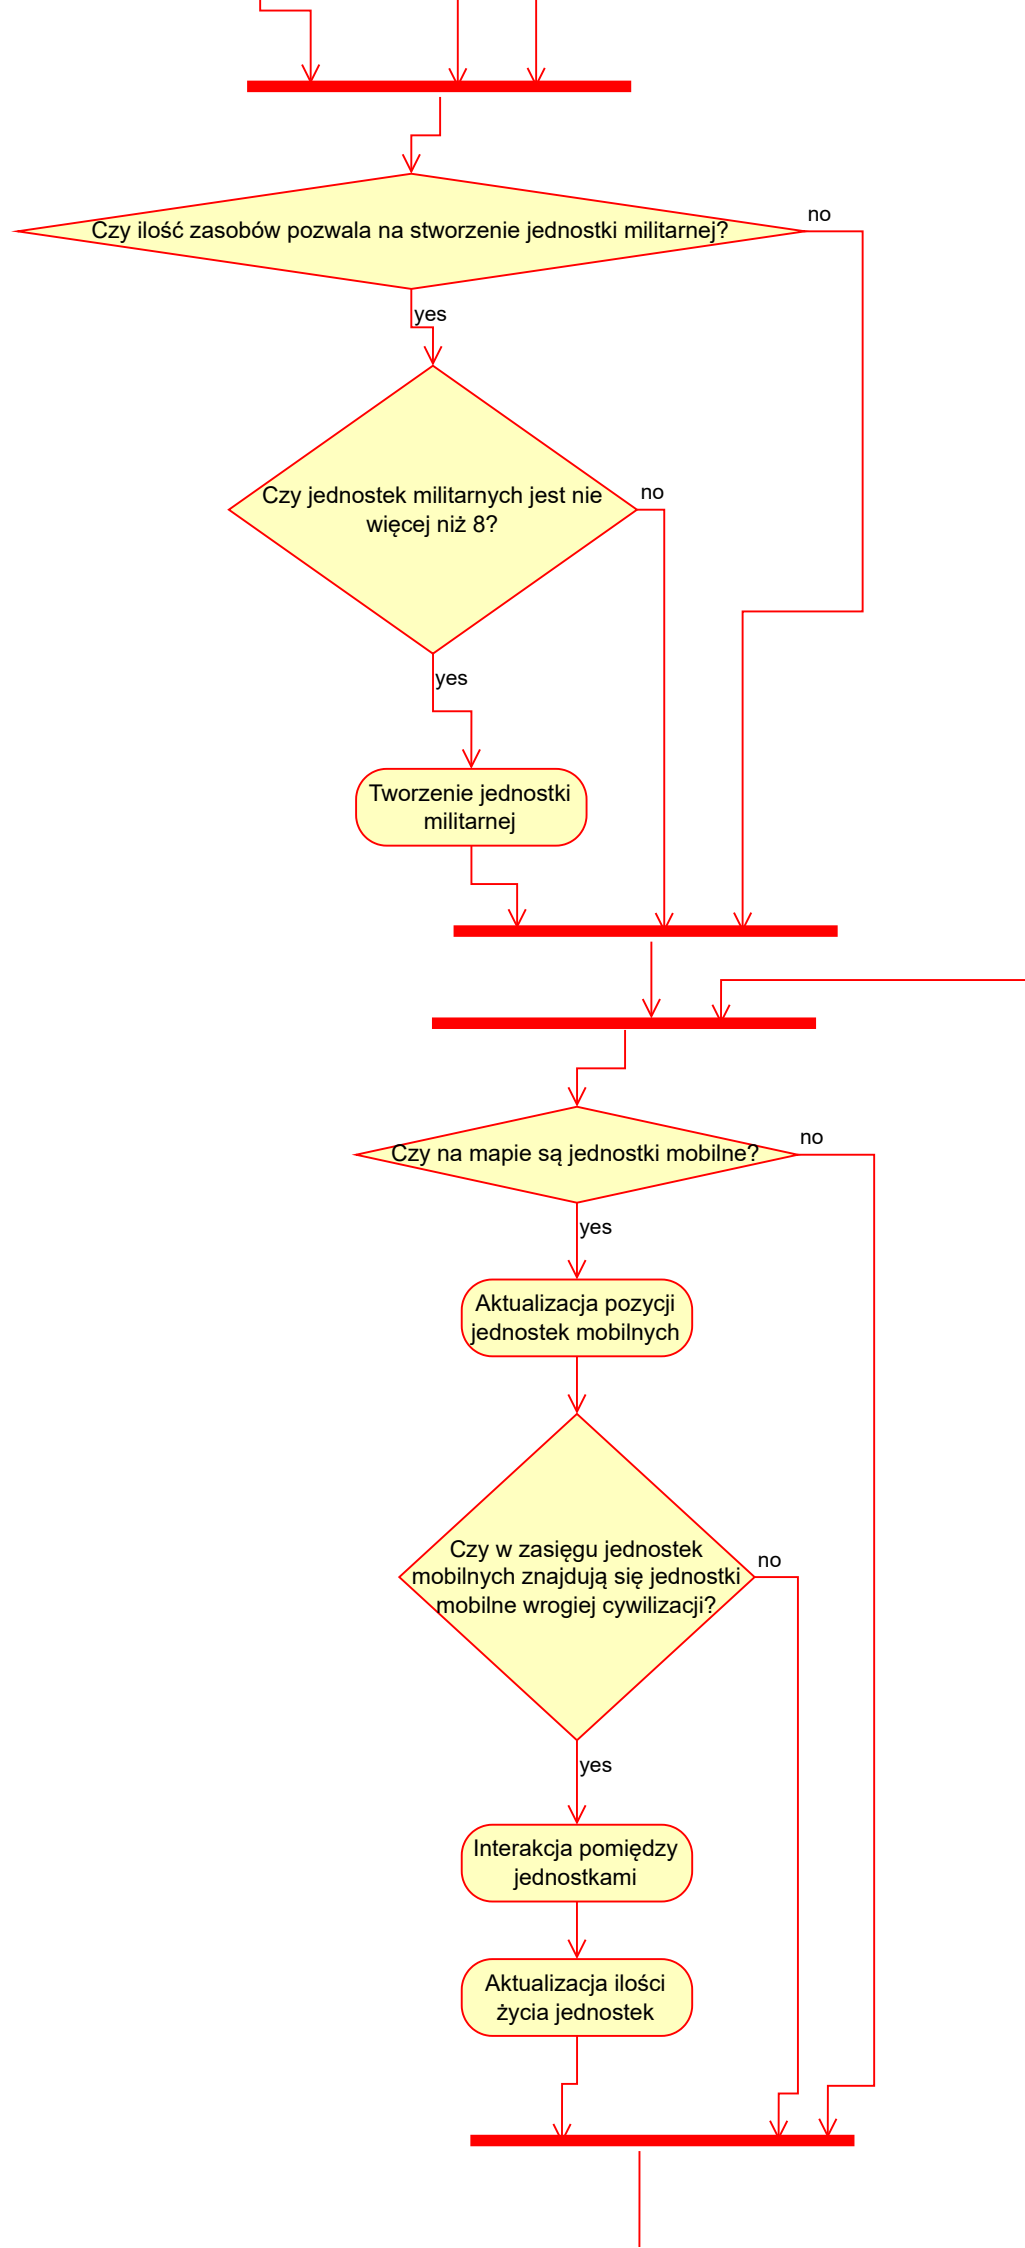 no
Czy ilość zasobów pozwala na stworzenie jednostki militarnej?
yes
Czy jednostek militarnych jest nie
więcej niż 8?
no
yes
Tworzenie jednostki
militarnej
no
Czy na mapie są jednostki mobilne?
yes
Aktualizacja pozycji
jednostek mobilnych
Czy w zasięgu jednostek
mobilnych znajdują się jednostki
mobilne wrogiej cywilizacji?
no
yes
Interakcja pomiędzy
jednostkami
Aktualizacja ilości
życia jednostek